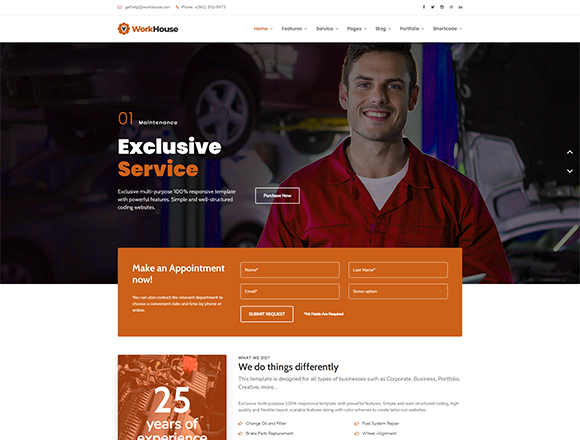 gethelp@workhouse.com
Phone: +(561) 352-5973
WorkHouse
Home
Features
Service
Pages
Blog
Portfolio
Shortcode
01 Maintenance
Exclusive
Service
Exclusive multi-purpose 100% responsive template
with powerful features. Simple and well-structured
coding websites.
Purchase Now
Make an Appointment
now!
You can also contact the relevant department to
choose a convenient date and time by phone or
online.
Name*
Last Name*
Email*
Some option
SUBMIT REQUEST
*All Fields Are Required
25
years of
experience
WHAT WE DO?
We do things differently
This template is designed for all types of businesses such as Corporate, Business, Portfolio,
Creative, more...
Exclusive multi-purpose 100% responsive template with powerful features. Simple and well-structured coding, high
quality, and flexible layout, scalable features along with color schemes to create tailor-cut websites.
Change Oil and Filter
Fuel System Repair
Brake Pads Replacement
Wheel Alignment